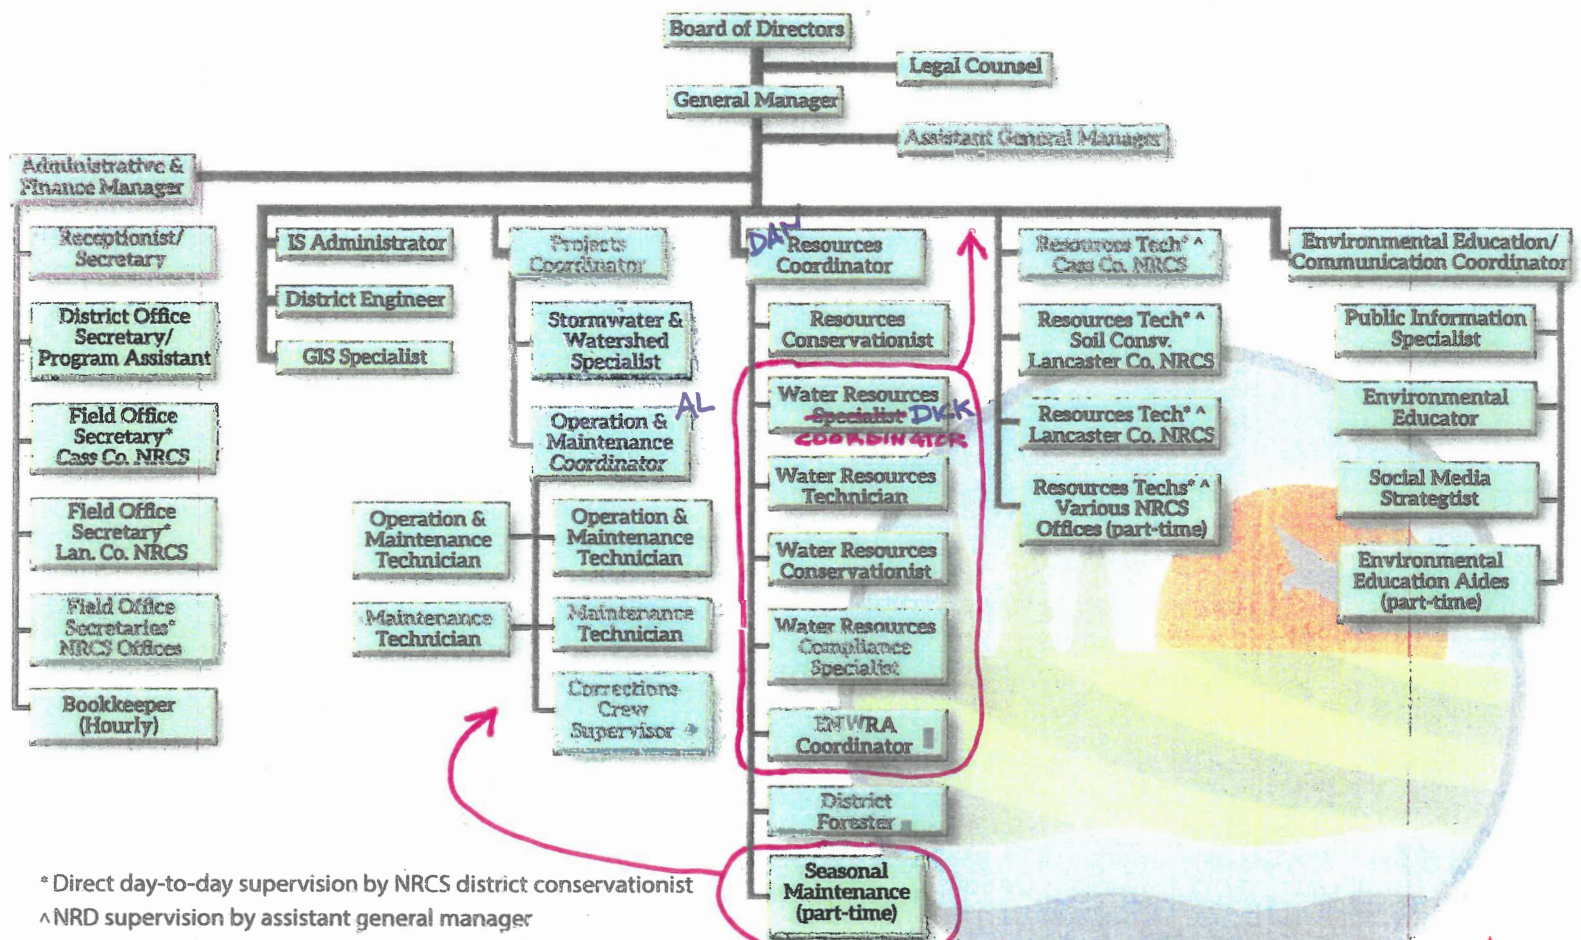 Board of Directors
Legal Counsel
General Manager
Assistant General Manager
Administrative &
Finance Manager
Receptionist/
Secretary
District Office
Secretary/
Program Assistant
Field Office
Secretary*
Cass Co. NRCS
Field Office
Secretary*
Lan. Co. NRCS
Field Office
Secretaries*
NRCS Offices
Bookkeeper
(Hourly)
IS Administrator
District Engineer
GIS Specialist
Projects
Coordinator
Stormwater &
Watershed
Specialist
AL
Operation &
Maintenance
Coordinator
Operation &
Maintenance
Technician
Operation &
Maintenance
Technician
Maintenance
Technician
Maintenance
Technician
Corrections
Crew
Supervisor
DAN
Resources
Coordinator
Resources
Conservationist
Water Resources
Specialist DKK
COORDINATOR
Water Resources
Technician
Water Resources
Conservationist
Water Resources
Compliance
Specialist
ENWRA
Coordinator
District
Forester
Seasonal
Maintenance
(part-time)
Resources Tech* ^
Cass Co. NRCS
Resources Tech* ^
Soil Consv.
Lancaster Co. NRCS
Resources Tech* ^
Lancaster Co. NRCS
Resources Techs* ^
Various NRCS
Offices (part-time)
Environmental Education/
Communication Coordinator
Public Information
Specialist
Environmental
Educator
Social Media
Strategtist
Environmental
Education Aides
(part-time)
* Direct day-to-day supervision by NRCS district conservationist
^ NRD supervision by assistant general manager